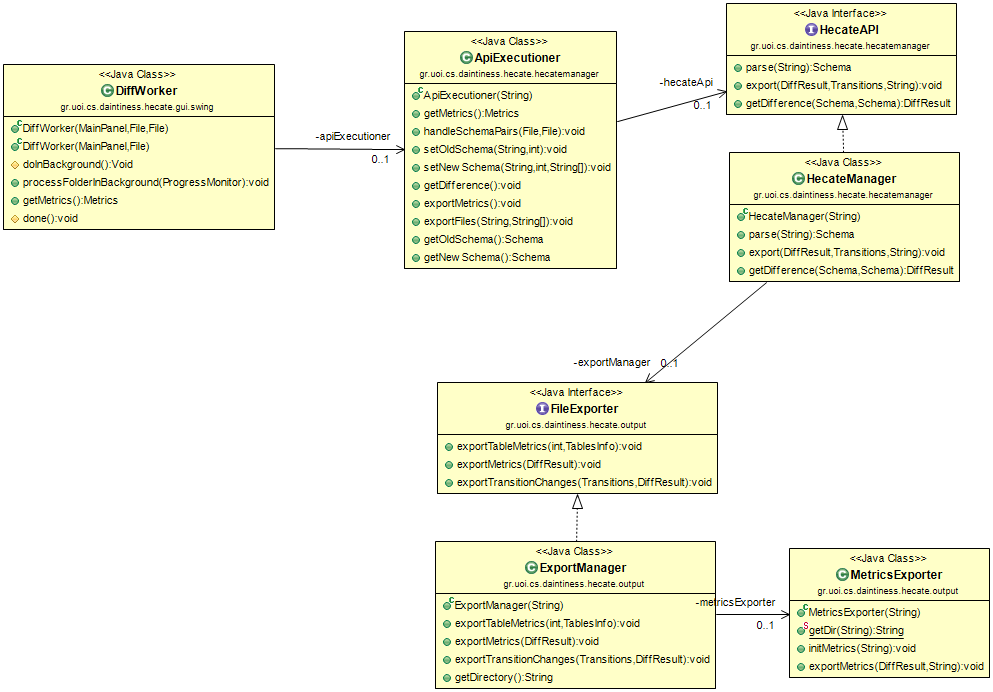 <<Java Class>>
DiffWorker
gr.uoi.cs.daintiness.hecate.gui.swing
DiffWorker(MainPanel,File,File)
DiffWorker(MainPanel,File)
doInBackground():Void
processFolderInBackground(ProgressMonitor):void
getMetrics():Metrics
done():void
-apiExecutioner
0..1
<<Java Class>>
ApiExecutioner
gr.uoi.cs.daintiness.hecate.hecatemanager
ApiExecutioner(String)
getMetrics():Metrics
handleSchemaPairs(File,File):void
setOldSchema(String,int):void
setNewSchema(String,int,String[]):void
getDifference():void
exportMetrics():void
exportFiles(String,String[]):void
getOldSchema():Schema
getNewSchema():Schema
-hecateApi
0..1
<<Java Interface>>
HecateAPI
gr.uoi.cs.daintiness.hecate.hecatemanager
parse(String):Schema
export(DiffResult,Transitions,String):void
getDifference(Schema,Schema):DiffResult
<<Java Class>>
HecateManager
gr.uoi.cs.daintiness.hecate.hecatemanager
HecateManager(String)
parse(String):Schema
export(DiffResult,Transitions,String):void
getDifference(Schema,Schema):DiffResult
-exportManager
0..1
<<Java Interface>>
FileExporter
gr.uoi.cs.daintiness.hecate.output
exportTableMetrics(int,TablesInfo):void
exportMetrics(DiffResult):void
exportTransitionChanges(Transitions,DiffResult):void
<<Java Class>>
ExportManager
gr.uoi.cs.daintiness.hecate.output
ExportManager(String)
exportTableMetrics(int,TablesInfo):void
exportMetrics(DiffResult):void
exportTransitionChanges(Transitions,DiffResult):void
getDirectory():String
-metricsExporter
0..1
<<Java Class>>
MetricsExporter
gr.uoi.cs.daintiness.hecate.output
MetricsExporter(String)
getDir(String):String
initMetrics(String):void
exportMetrics(DiffResult,String):void